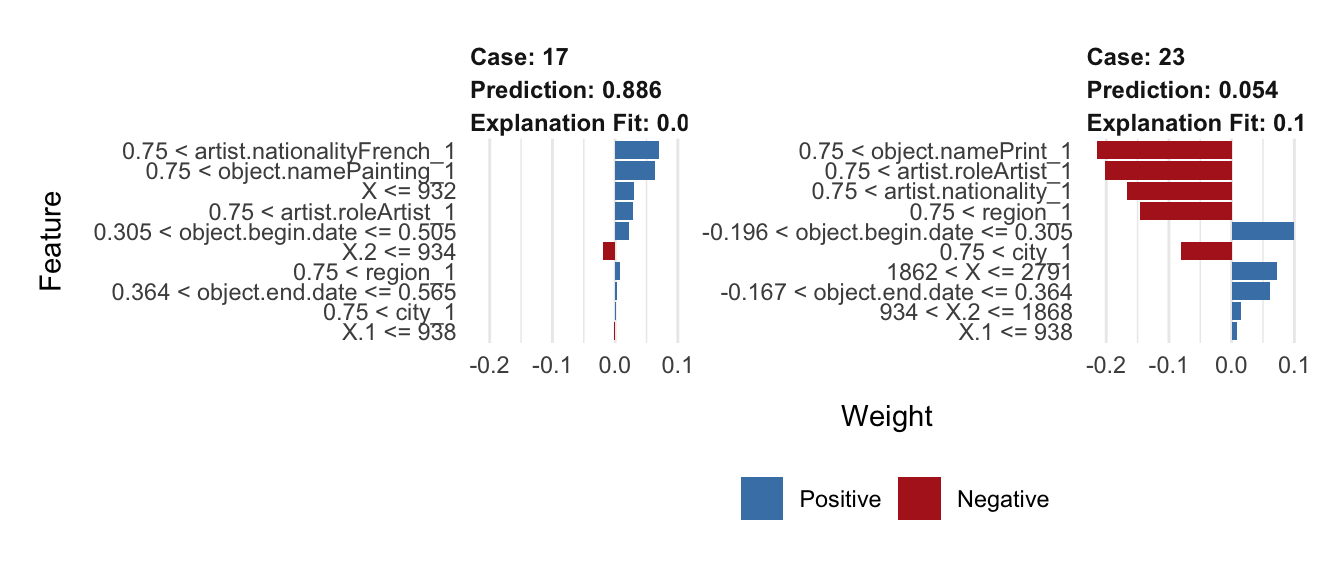 Case: 17
Prediction: 0.886
Explanation Fit: 0.0
Case: 23
Prediction: 0.054
Explanation Fit: 0.1
Feature
0.75 < artist.nationalityFrench_1
0.75 < object.namePainting_1
X <= 932
0.75 < artist.roleArtist_1
0.305 < object.begin.date <= 0.505
X.2 <= 934
0.75 < region_1
0.364 < object.end.date <= 0.565
0.75 < city_1
X.1 <= 938
-0.2 -0.1 0.0 0.1
0.75 < object.namePrint_1
0.75 < artist.roleArtist_1
0.75 < artist.nationality_1
0.75 < region_1
-0.196 < object.begin.date <= 0.305
0.75 < city_1
1862 < X <= 2791
-0.167 < object.end.date <= 0.364
934 < X.2 <= 1868
X.1 <= 938
-0.2 -0.1 0.0 0.1
Weight
Positive Negative